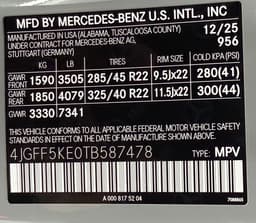 MFD BY MERCEDES-BENZ U.S. INTL., INC
MANUFACTURED IN USA (ALABAMA, TUSCALOOSA COUNTY) 12/25
UNDER CONTRACT FOR MERCEDES-BENZ AG, 956
STUTTGART (GERMANY)
KG LB TIRES RIM SIZE COLD KPA (PSI)
GAWR FRONT 1590 3505 285/45 R22 9.5Jx22 280(41)
GAWR REAR 1850 4079 325/40 R22 11.5Jx22 300(44)
GVWR 3330 7341
THIS VEHICLE CONFORMS TO ALL APPLICABLE FEDERAL MOTOR VEHICLE SAFETY
STANDARDS IN EFFECT ON THE DATE OF MANUFACTURE SHOWN ABOVE.
4JGFF5KE0TB587478 TYPE: MPV
A 000 817 52 04